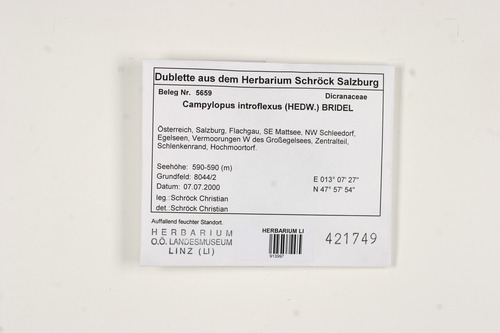 Dublette aus dem Herbarium Schröck Salzburg
Beleg Nr. 5659 Dicranaceae
Campylopus introflexus (HEDW.) BRIDEL
Österreich, Salzburg, Flachgau, SE Mattsee, NW Schleedorf,
Egelseen, Vermoorungen W des Großegelsees, Zentralteil,
Schlenkenrand, Hochmoortorf.
Seehöhe: 590-590 (m)
Grundfeld: 8044/2 E 013° 07' 27"
Datum: 07.07.2000 N 47° 57' 54"
leg.: Schröck Christian
det.: Schröck Christian
Auffallend feuchter Standort.
HERBARIUM
O.Ö. LANDESMUSEUM
LINZ (LI)
HERBARIUM LI
913997
421749